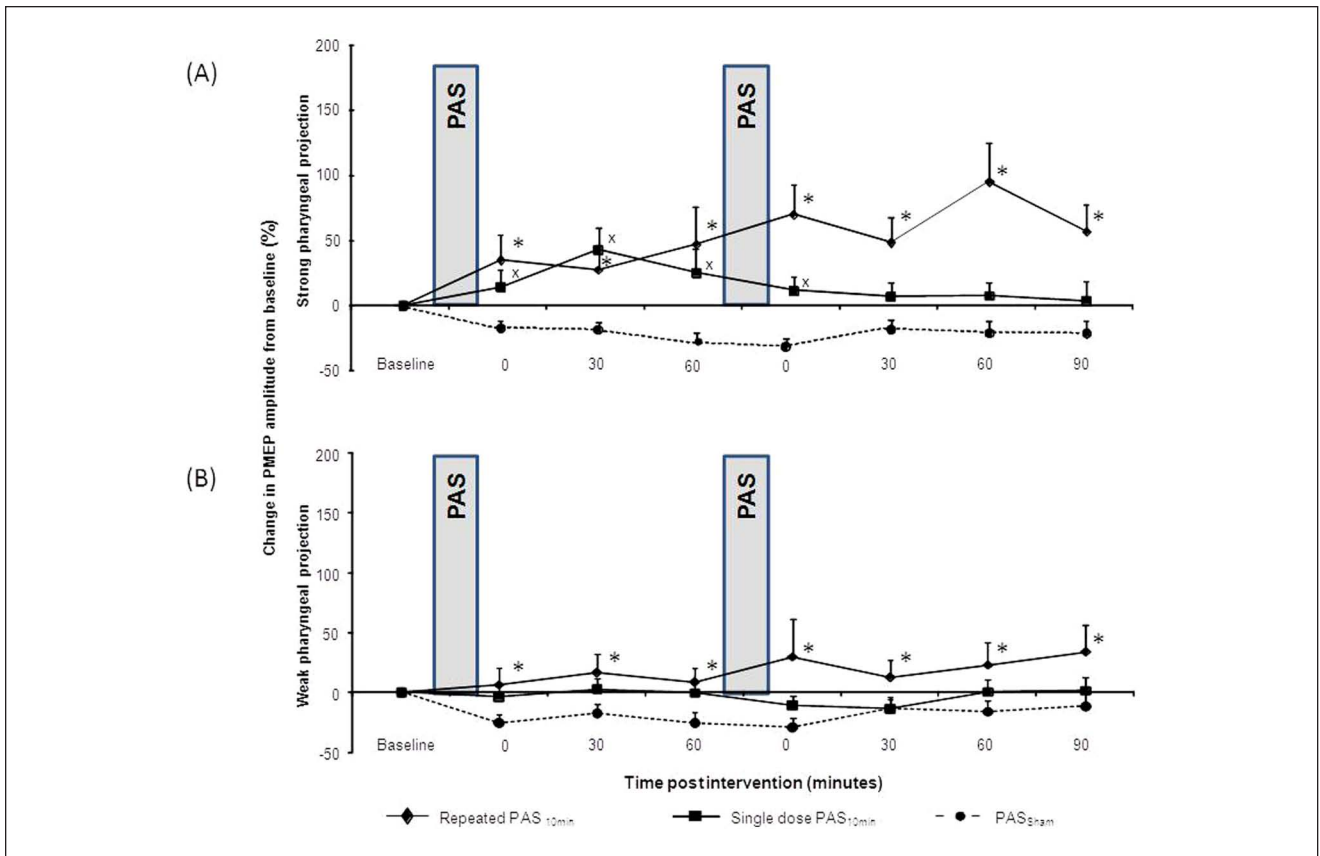 (A)
Change in PMEP amplitude from baseline (%)
Strong pharyngeal projection
200
150
100
50
0
-50
PAS
PAS
* x x * * x * x * * *
Baseline 0 30 60 0 30 60 90
(B)
Weak pharyngeal projection
200
150
100
50
0
-50
PAS
PAS
* * * * * * *
Baseline 0 30 60 0 30 60 90
Time post intervention (minutes)
Repeated PAS 10min Single dose PAS10min PASSham